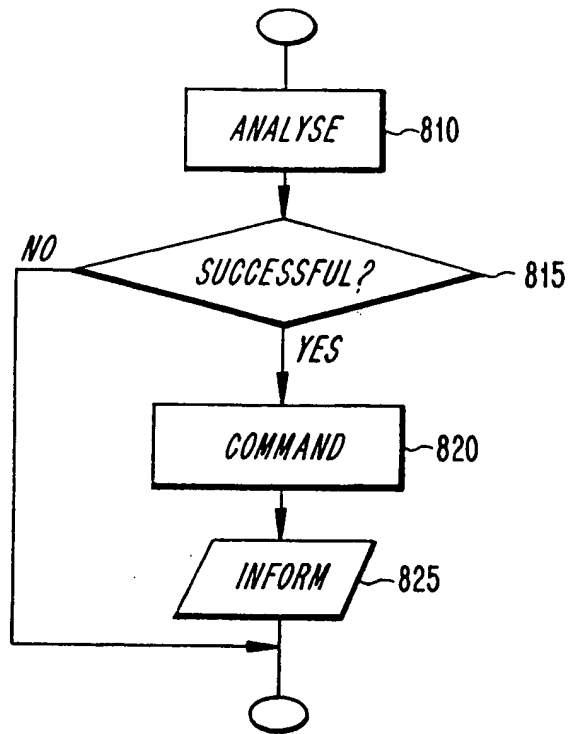 ANALYSE
810
NO
SUCCESSFUL?
815
YES
COMMAND
820
INFORM
825